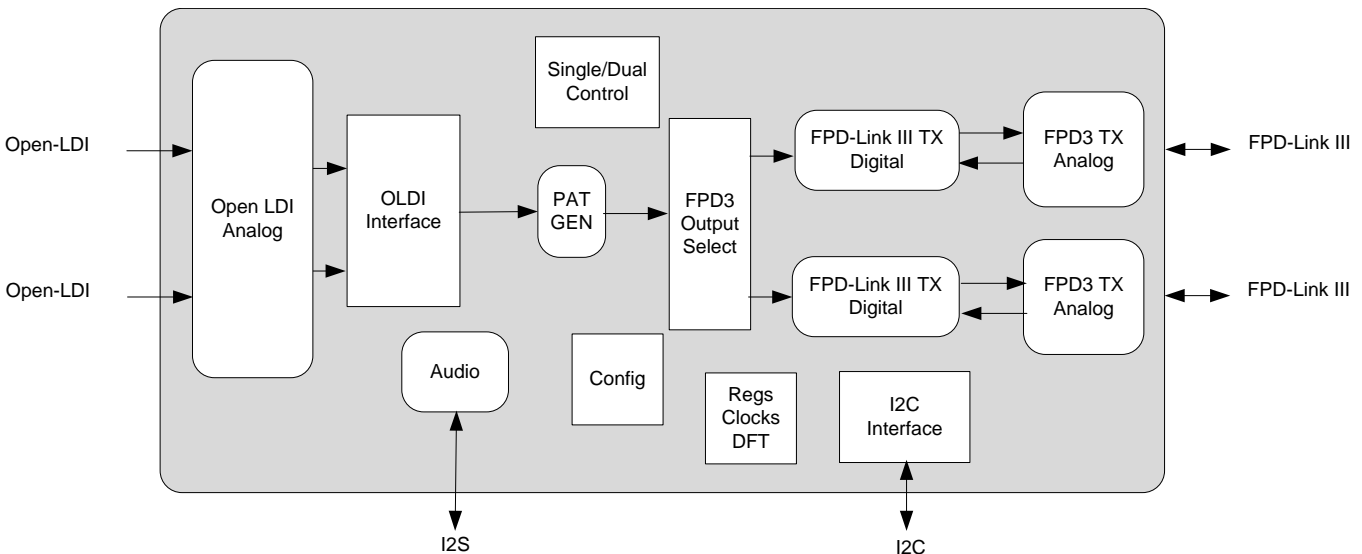 Single/Dual
Control
Open-LDI
Open LDI
Analog
OLDI
Interface
PAT
GEN
FPD3
Output
Select
FPD-Link III TX
Digital
FPD3 TX
Analog
FPD-Link III
Open-LDI
FPD-Link III TX
Digital
FPD3 TX
Analog
FPD-Link III
Audio
Config
Regs
Clocks
DFT
I2C
Interface
I2S
I2C